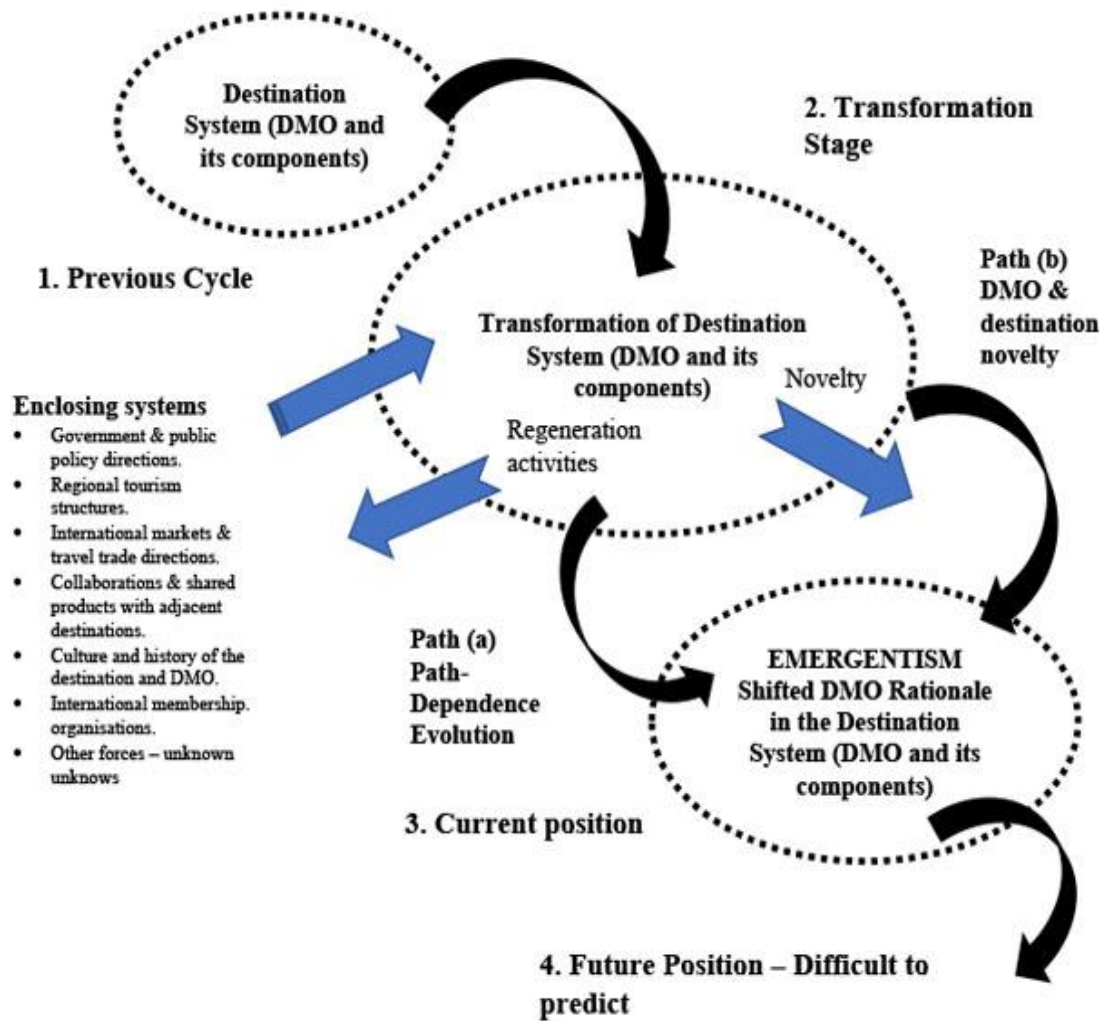 Destination
System (DMO and
its components)
2. Transformation
Stage
1. Previous Cycle
Path (b)
DMO &
destination
novelty
Transformation of Destination
System (DMO and its
components)
Novelty
Regeneration
activities
Enclosing systems
• Government & public
policy directions.
• Regional tourism
structures.
• International markets &
travel trade directions.
• Collaborations & shared
products with adjacent
destinations.
• Culture and history of the
destination and DMO.
• International membership.
organisations.
• Other forces – unknown
unknows
Path (a)
Path-
Dependence
Evolution
EMERGENTISM
Shifted DMO Rationale
in the Destination
System (DMO and its
components)
3. Current position
4. Future Position – Difficult to
predict